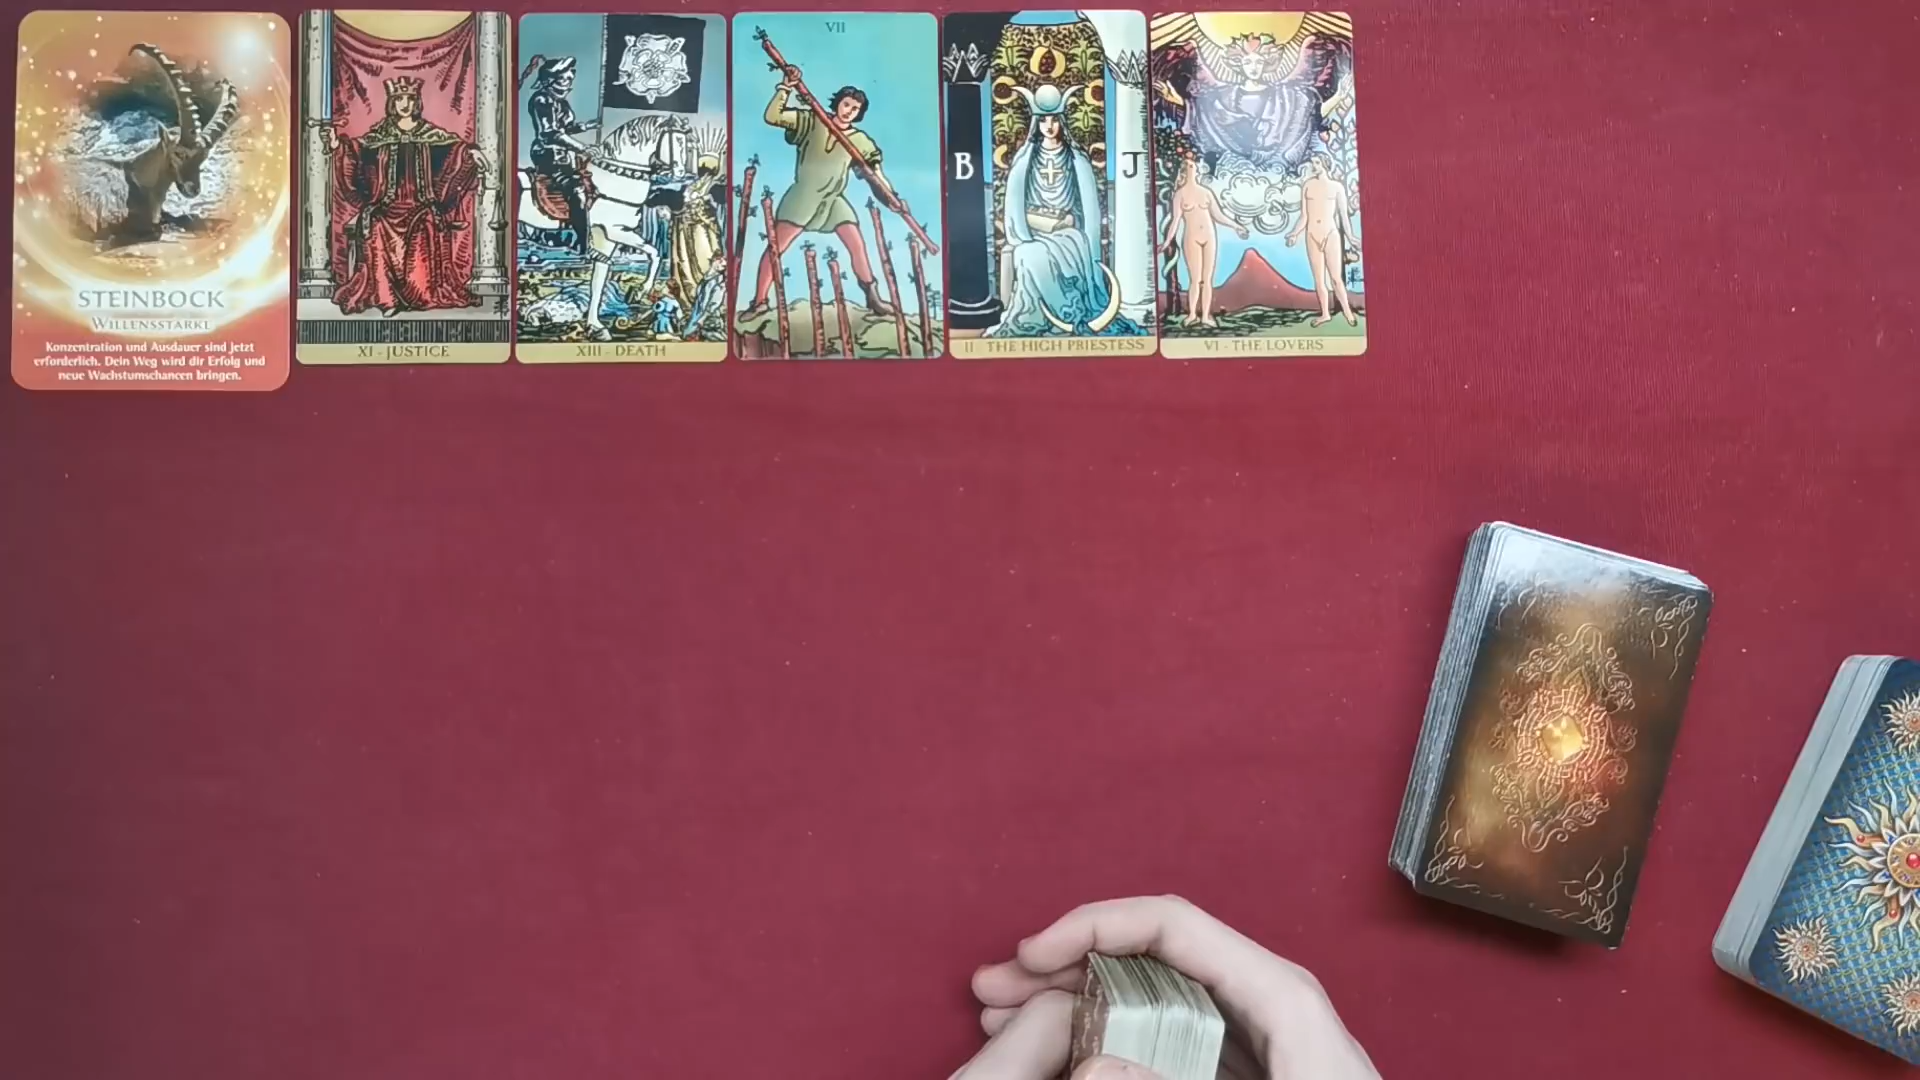 STEINBOCK
WILLENSSTÄRKE
Konzentration und Ausdauer sind jetzt
erforderlich. Dein Weg wird dir Erfolg und
neue Wachstumschancen bringen.
XI - JUSTICE
XIII - DEATH
VII
B J
II THE HIGH PRIESTESS
VI - THE LOVERS